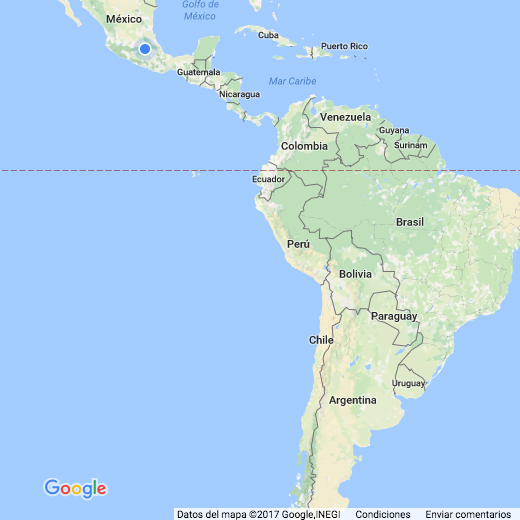 Golfo de
México
México
Cuba
Puerto Rico
Guatemala
Mar Caribe
Nicaragua
Venezuela
Guyana
Surinam
Colombia
Ecuador
Brasil
Perú
Bolivia
Paraguay
Chile
Uruguay
Argentina
Google
Datos del mapa ©2017 Google,INEGI Condiciones Enviar comentarios